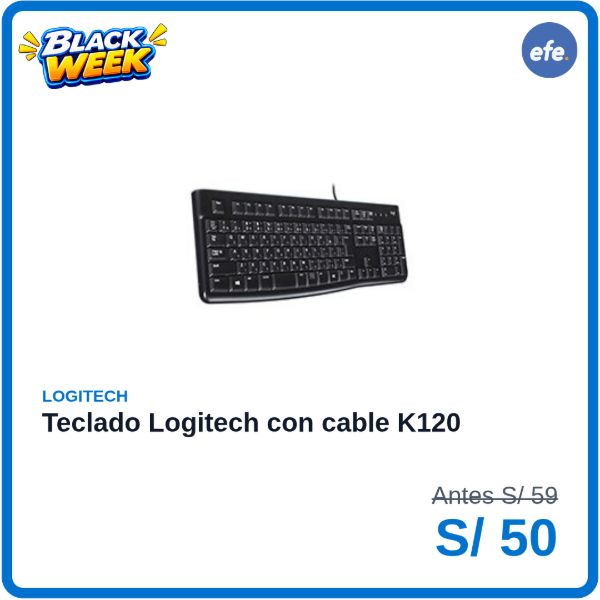 BLACK
WEEK
efe.
LOGITECH
Teclado Logitech con cable K120
Antes S/ 59
S/ 50